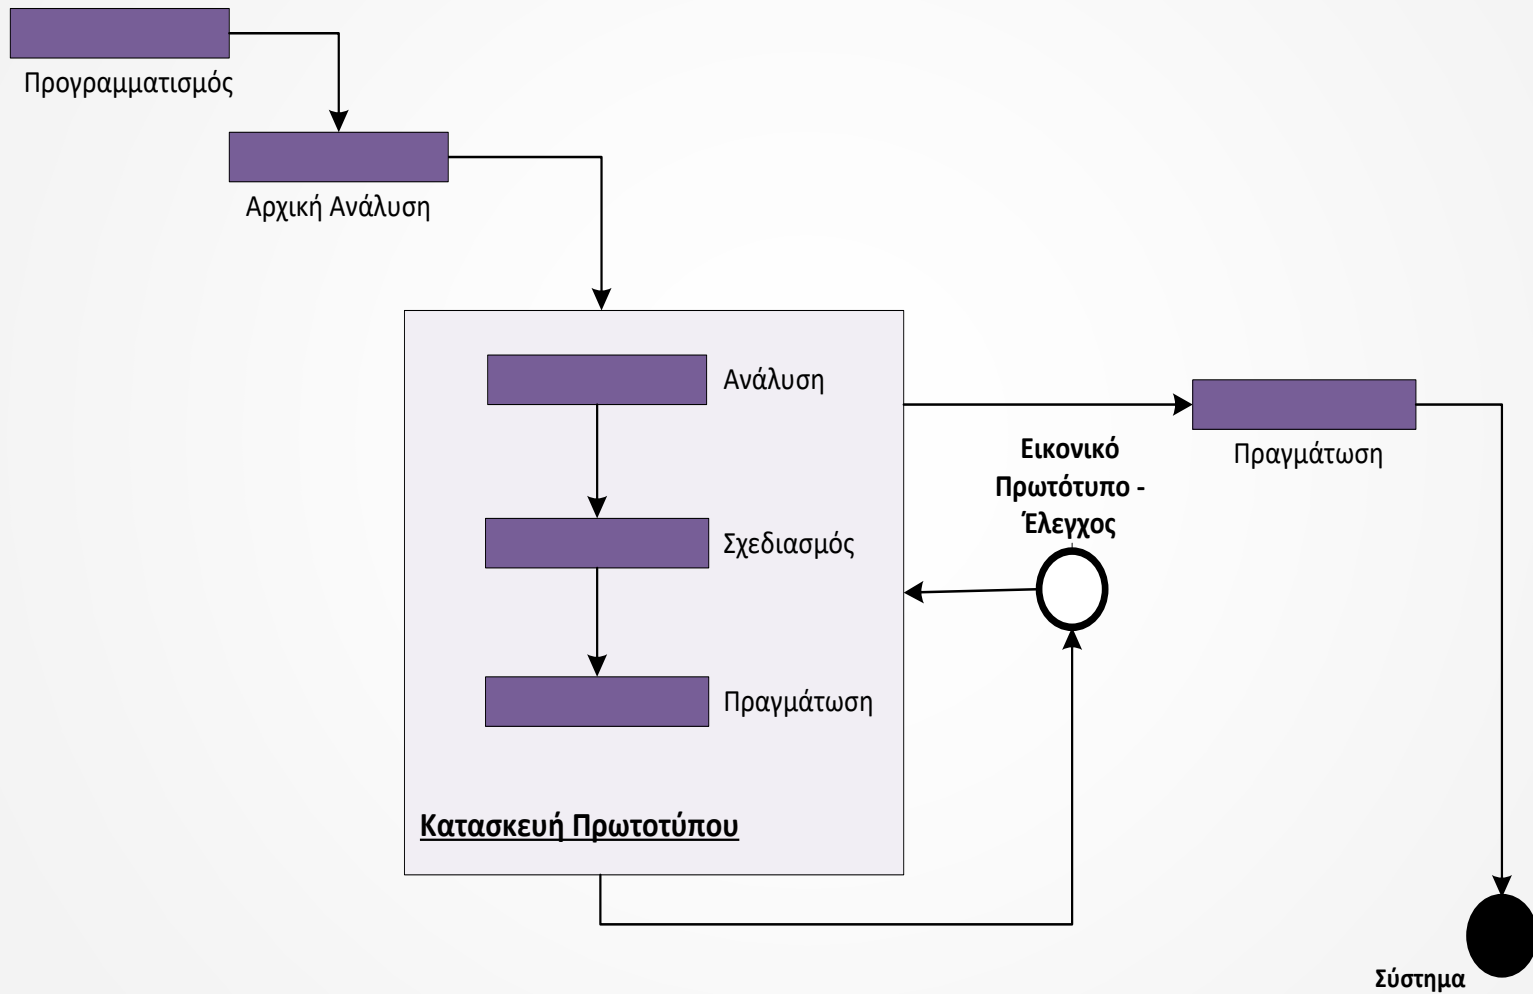 Προγραμματισμός
Αρχική Ανάλυση
Ανάλυση
Σχεδιασμός
Πραγμάτωση
Κατασκευή Πρωτοτύπου
Εικονικό
Πρωτότυπο -
Έλεγχος
Πραγμάτωση
Σύστημα